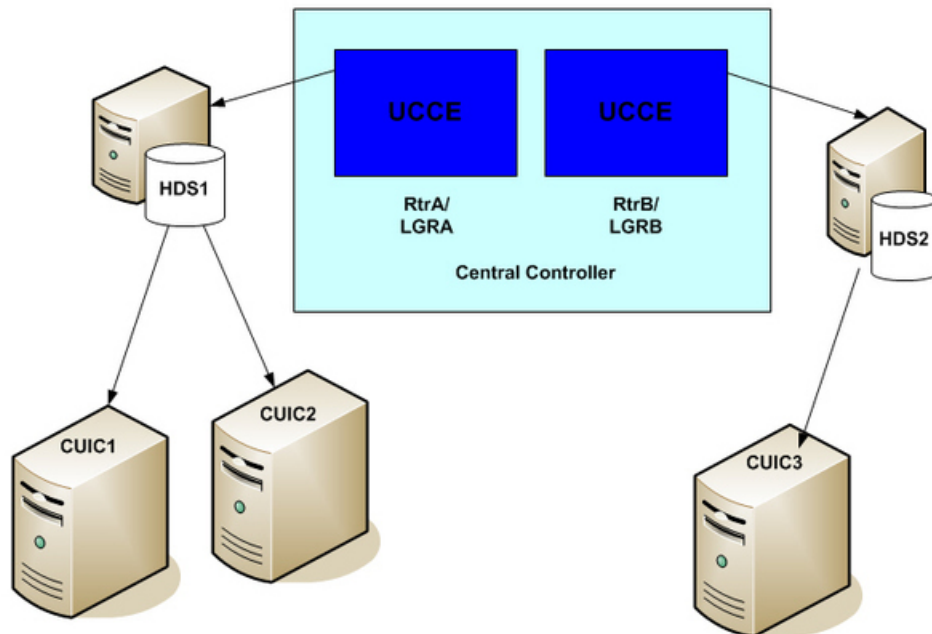 UCCE
UCCE
HDS1
RtrA/
LGRA
RtrB/
LGRB
HDS2
Central Controller
CUIC1
CUIC2
CUIC3